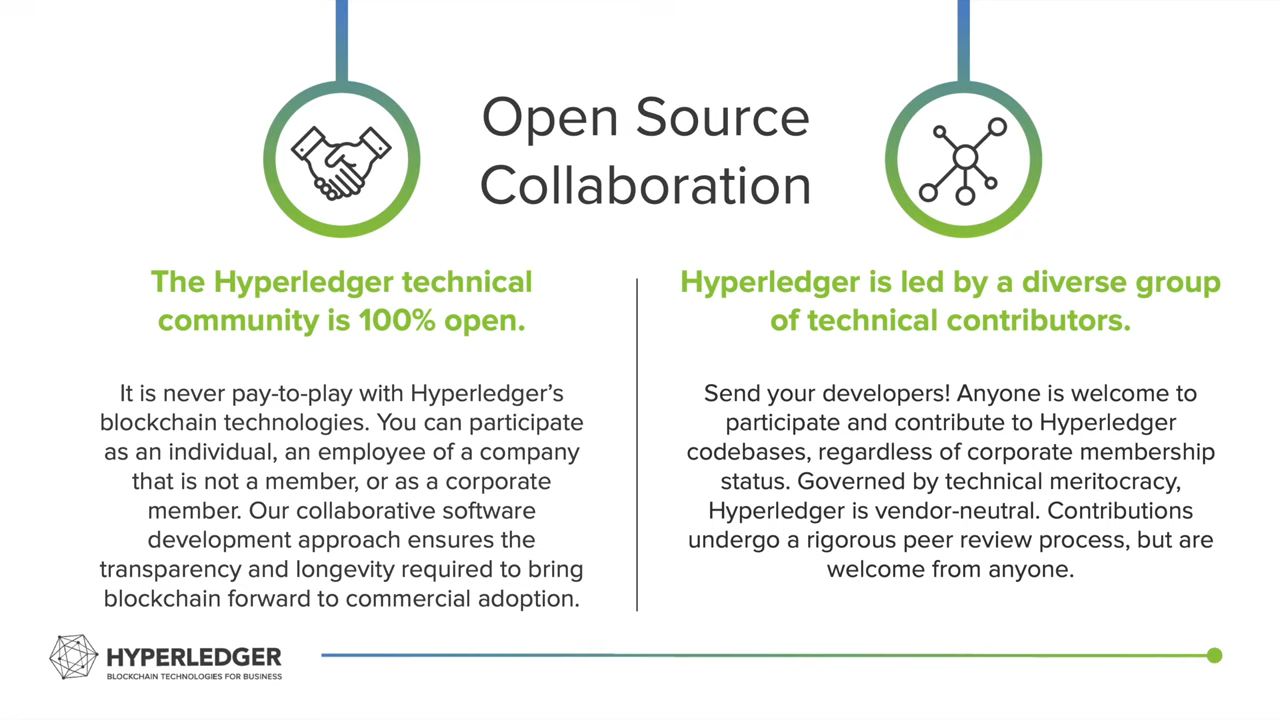 Open Source
Collaboration
The Hyperledger technical
community is 100% open.
It is never pay-to-play with Hyperledger’s
blockchain technologies. You can participate
as an individual, an employee of a company
that is not a member, or as a corporate
member. Our collaborative software
development approach ensures the
transparency and longevity required to bring
blockchain forward to commercial adoption.
Hyperledger is led by a diverse group
of technical contributors.
Send your developers! Anyone is welcome to
participate and contribute to Hyperledger
codebases, regardless of corporate membership
status. Governed by technical meritocracy,
Hyperledger is vendor-neutral. Contributions
undergo a rigorous peer review process, but are
welcome from anyone.
HYPERLEDGER
BLOCKCHAIN TECHNOLOGIES FOR BUSINESS